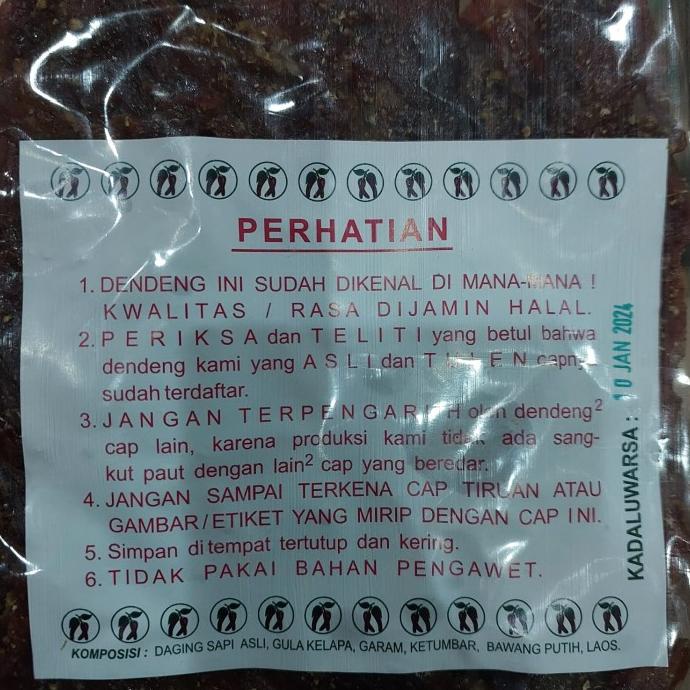 PERHATIAN
1. DENDENG INI SUDAH DIKENAL DI MANA-MANA !
KWALITAS / RASA DIJAMIN HALAL.
2. PERIKSA dan TELITI yang betul bahwa
dendeng kami yang ASLI dan TULEN capnya
sudah terdaftar.
3. JANGAN TERPENGARUH oleh dendeng²
cap lain, karena produksi kami tidak ada sang-
kut paut dengan lain² cap yang beredar.
4. JANGAN SAMPAI TERKENA CAP TIRUAN ATAU
GAMBAR/ETIKET YANG MIRIP DENGAN CAP INI.
5. Simpan di tempat tertutup dan kering.
6. TIDAK PAKAI BAHAN PENGAWET.
KOMPOSISI : DAGING SAPI ASLI, GULA KELAPA, GARAM, KETUMBAR, BAWANG PUTIH, LAOS.
KADALUWARSA : 10 JAN 2024